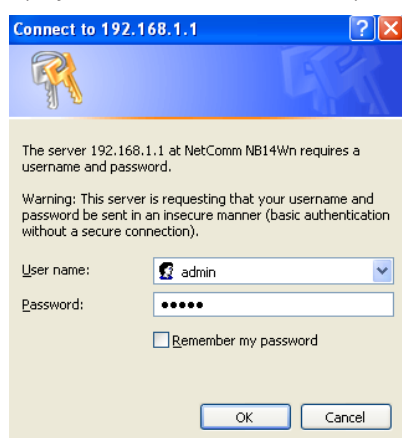 Connect to 192.168.1.1
The server 192.168.1.1 at NetComm NB14Wn requires a
username and password.
Warning: This server is requesting that your username and
password be sent in an insecure manner (basic authentication
without a secure connection).
User name:
admin
Password:
•••••
Remember my password
OK
Cancel